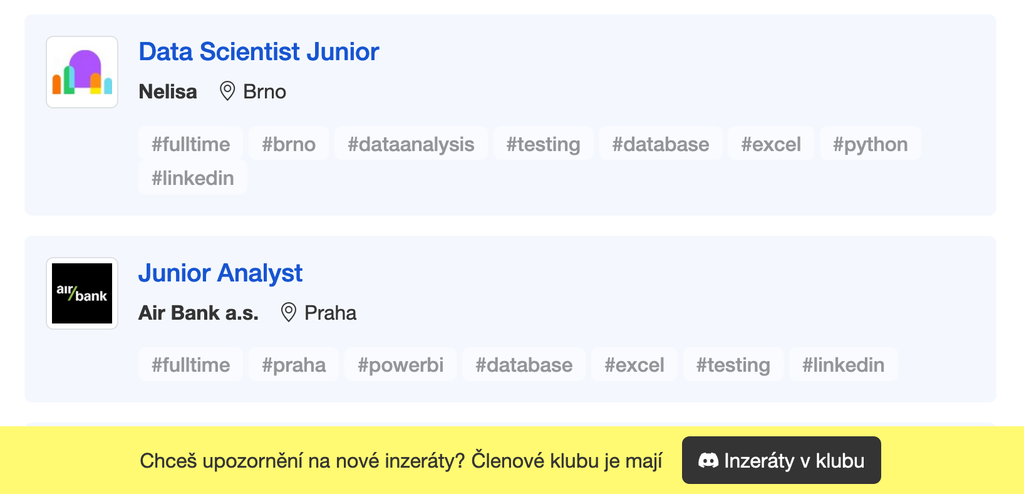 Data Scientist Junior
Nelisa Brno
#fulltime #brno #dataanalysis #testing #database #excel #python
#linkedin
air/bank
Junior Analyst
Air Bank a.s. Praha
#fulltime #praha #powerbi #database #excel #testing #linkedin
Chceš upozornění na nové inzeráty? Členové klubu je mají Inzeráty v klubu